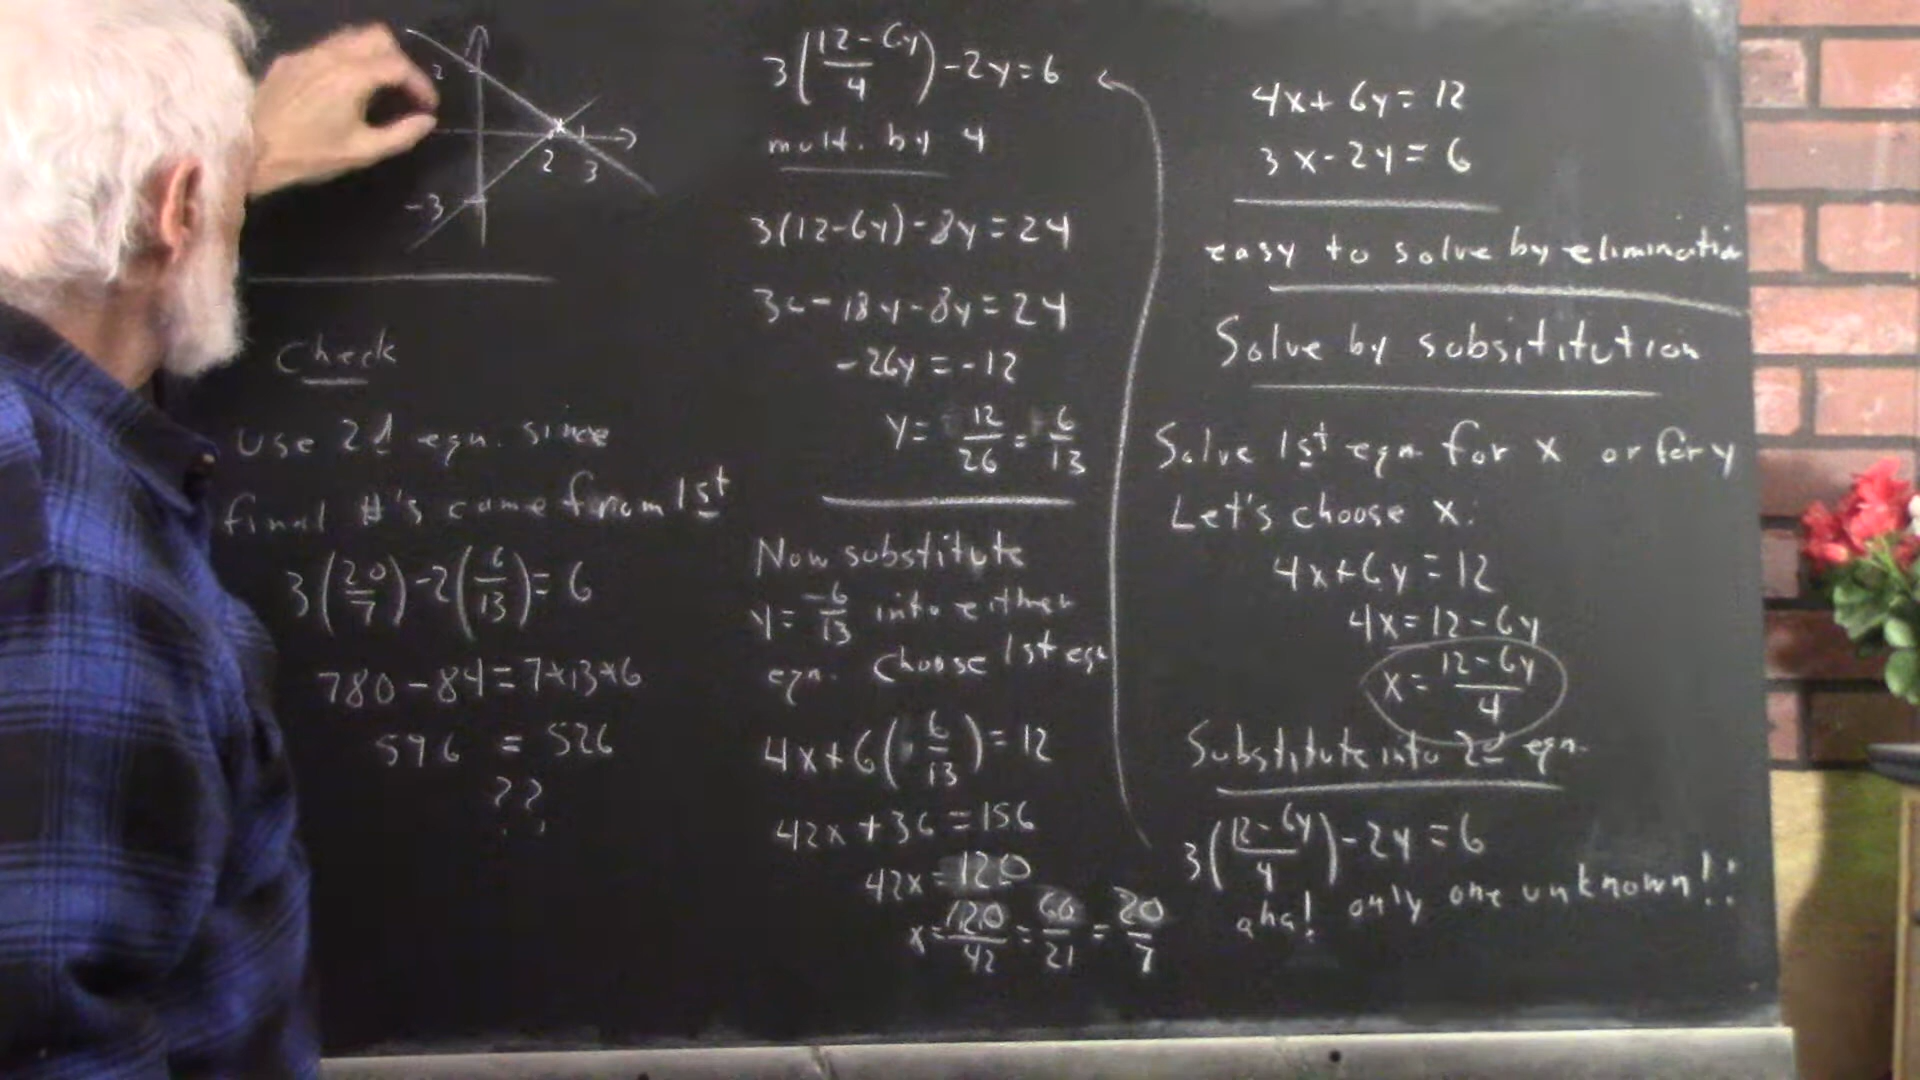 4x + 6y = 12
3x - 2y = 6
easy to solve by elimination
Solve by subsititution
Solve 1st eqn for x or for y
Let's choose x:
4x + 6y = 12
4x = 12 - 6y
x = (12 - 6y)/4
Substitute into 2d eqn.
3((12 - 6y)/4) - 2y = 6
aha! only one unknown!!
3((12 - 6y)/4) - 2y = 6
mult. by 4
3(12 - 6y) - 8y = 24
36 - 18y - 8y = 24
-26y = -12
y = 12/26 = 6/13
Now substitute
y = -6/13 into either
eqn. Choose 1st eqn
4x + 6(6/13) = 12
42x + 36 = 156
42x = 120
x = 120/42 = 60/21 = 20/7
2
2 3
-3
Check
Use 2d eqn. since
final #'s came from 1st
3(20/7) - 2(6/13) = 6
780 - 84 = 7*13*6
596 = 526
? ?